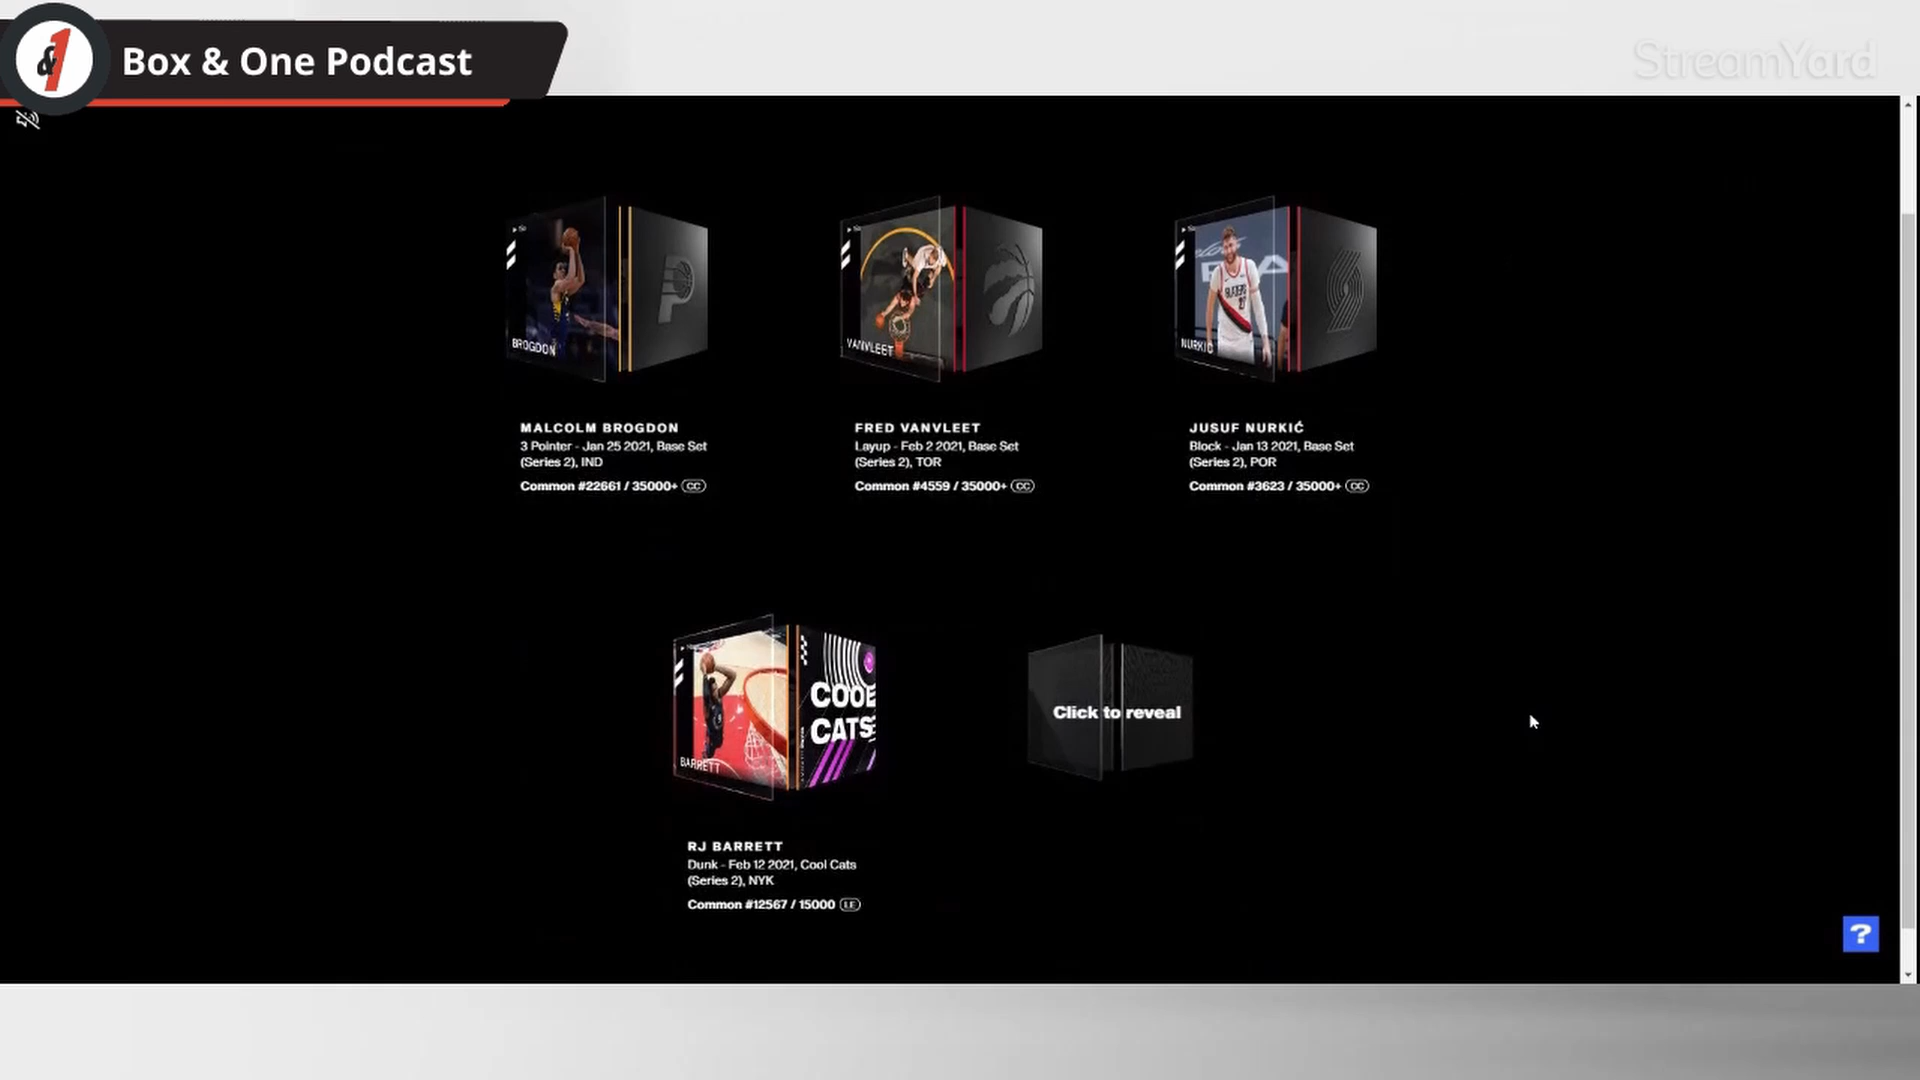 &1
Box & One Podcast
StreamYard
BROGDON
VANVLEET
NURKIĆ
MALCOLM BROGDON
3 Pointer - Jan 25 2021, Base Set
(Series 2), IND
Common #22661 / 35000+ CC
FRED VANVLEET
Layup - Feb 2 2021, Base Set
(Series 2), TOR
Common #4559 / 35000+ CC
JUSUF NURKIĆ
Block - Jan 13 2021, Base Set
(Series 2), POR
Common #3623 / 35000+ CC
BARRETT
COOL
CATS
Click to reveal
RJ BARRETT
Dunk - Feb 12 2021, Cool Cats
(Series 2), NYK
Common #12567 / 15000 LE
?